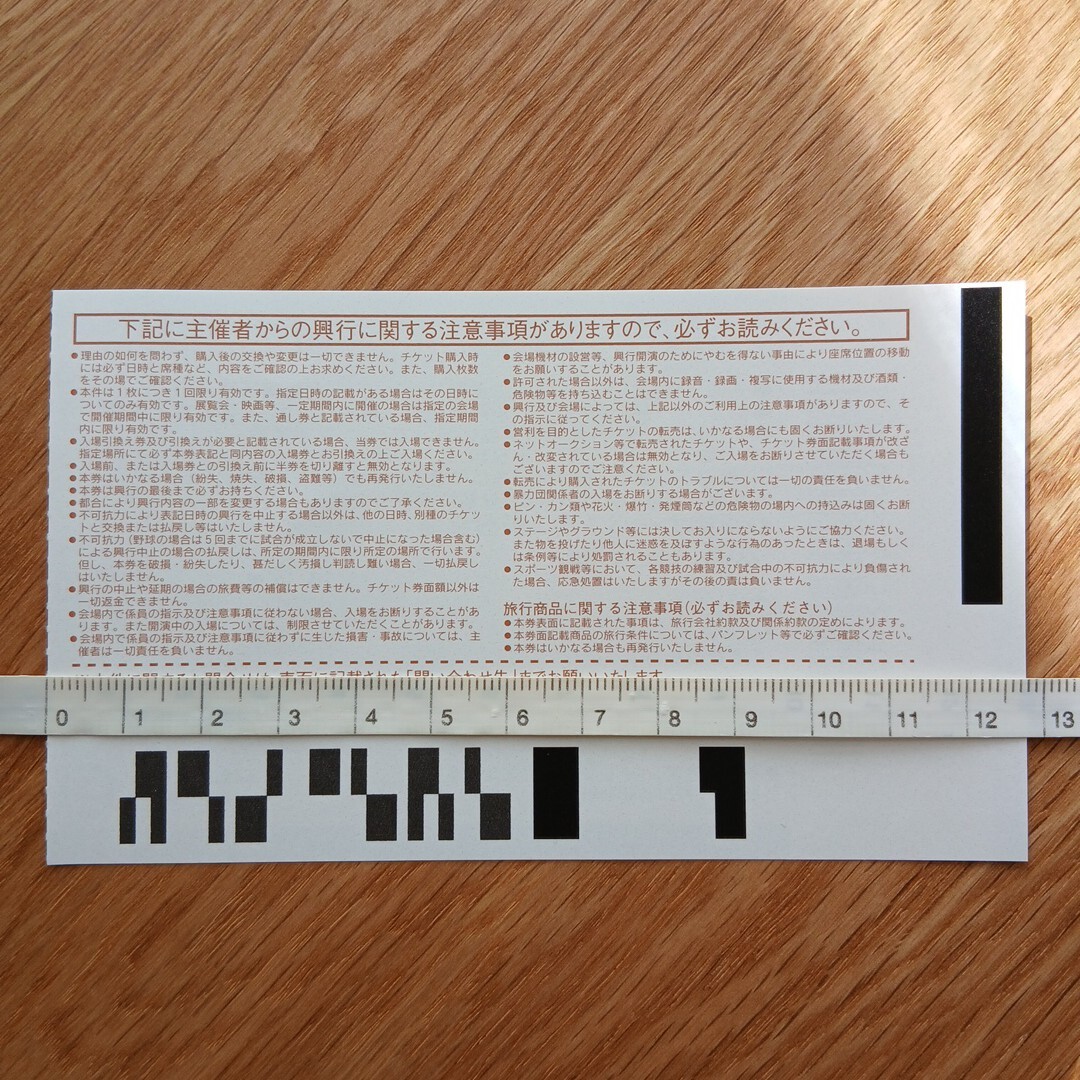 下記に主催者からの興行に関する注意事項がありますので、必ずお読みください。
●理由の如何を問わず、購入後の交換や変更は一切できません。チケット購入時
には必ず日時と席種など、内容をご確認の上お求めください。また、購入枚数
をその場でご確認ください。
●本件は1枚につき1回限り有効です。指定日時の記載がある場合はその日時に
ついてのみ有効です。展覧会・映画等、一定期間内に開催の場合は指定の会場
で開催期間中に限り有効です。また、通し券と記載されている場合、指定期間
内に限り有効です。
●入場引換え券及び引換えが必要と記載されている場合、当券では入場できません。
指定場所にて必ず本券表記と同内容の入場券とお引換えの上ご入場ください。
●入場前、または入場券との引換え前に半券を切り離すと無効となります。
●本券はいかなる場合（紛失、焼失、破損、盗難等）でも再発行いたしません。
●本券は興行の最後まで必ずお持ちください。
●都合により興行内容の一部を変更する場合もありますのでご了承ください。
●不可抗力により表記日時の興行を中止する場合以外は、他の日時、別種のチケッ
トと交換または払戻し等はいたしません。
●不可抗力（野球の場合は5回までに試合が成立しないで中止になった場合含む）
による興行中止の場合の払戻しは、所定の期間内に限り所定の場所で行います。
但し、本券を破損・紛失したり、甚だしく汚損し判読し難い場合、一切払戻し
はいたしません。
●興行の中止や延期の場合の旅費等の補償はできません。チケット券面額以外は
一切返金できません。
●会場内で係員の指示及び注意事項に従わない場合、入場をお断りすることがあ
ります。また開演中の入場については、制限させていただくことがあります。
●会場内で係員の指示及び注意事項に従わずに生じた損害・事故については、主
催者は一切責任を負いません。
●会場機材の設営等、興行開演のためにやむを得ない事由により座席位置の移動
をお願いすることがあります。
●許可された場合以外は、会場内に録音・録画・複写に使用する機材及び酒類・
危険物等を持ち込むことはできません。
●興行及び会場によっては、上記以外のご利用上の注意事項がありますので、そ
の指示に従ってください。
●営利を目的としたチケットの転売は、いかなる場合にも固くお断りいたします。
●ネットオークション等で転売されたチケットや、チケット券面記載事項が改ざ
ん・改変されている場合は無効となり、ご入場をお断りさせていただく場合も
ございますのでご注意ください。
●転売により購入されたチケットのトラブルについては一切の責任を負いません。
●暴力団関係者の入場をお断りする場合がございます。
●ビン・カン類や花火・爆竹・発煙筒などの危険物の場内への持込みは固くお断
りいたします。
●ステージやグラウンド等には決してお入りにならないようにご協力ください。
また物を投げたり他人に迷惑を及ぼすような行為のあったときは、退場もしく
は条例等により処罰されることもあります。
●スポーツ観戦等において、各競技の練習及び試合中の不可抗力により負傷され
た場合、応急処置はいたしますがその後の責は負いません。
旅行商品に関する注意事項(必ずお読みください)
●本券表面に記載された事項は、旅行会社約款及び関係約款の定めによります。
●本券面記載商品の旅行条件については、パンフレット等で必ずご確認ください。
●本券はいかなる場合も再発行いたしません。
0 1 2 3 4 5 6 7 8 9 10 11 12 13